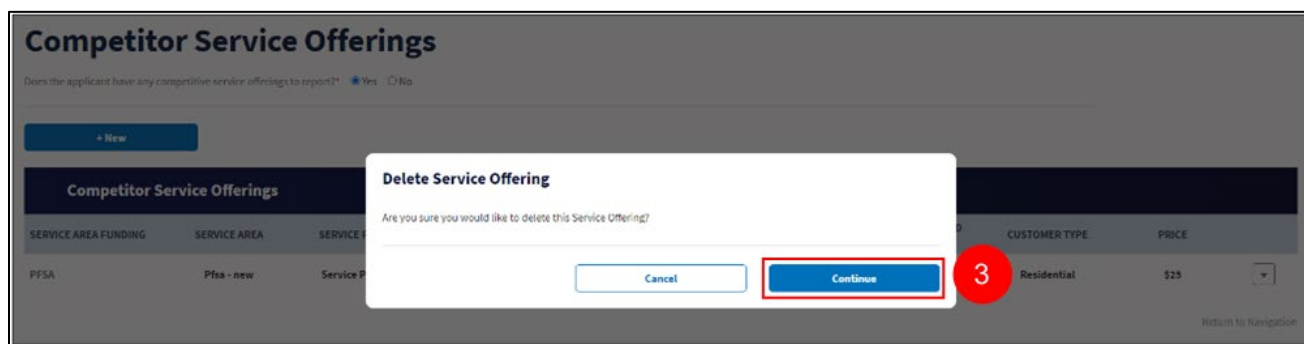 Competitor Service Offerings
Does the applicant have any competitive service offerings to report?* Yes No
+ New
Competitor Service Offerings
SERVICE AREA FUNDING SERVICE AREA SERVICE CUSTOMER TYPE PRICE
PFSA Pfsa - new Service Residential $25
Delete Service Offering
Are you sure you would like to delete this Service Offering?
Cancel Continue 3
Return to Navigation